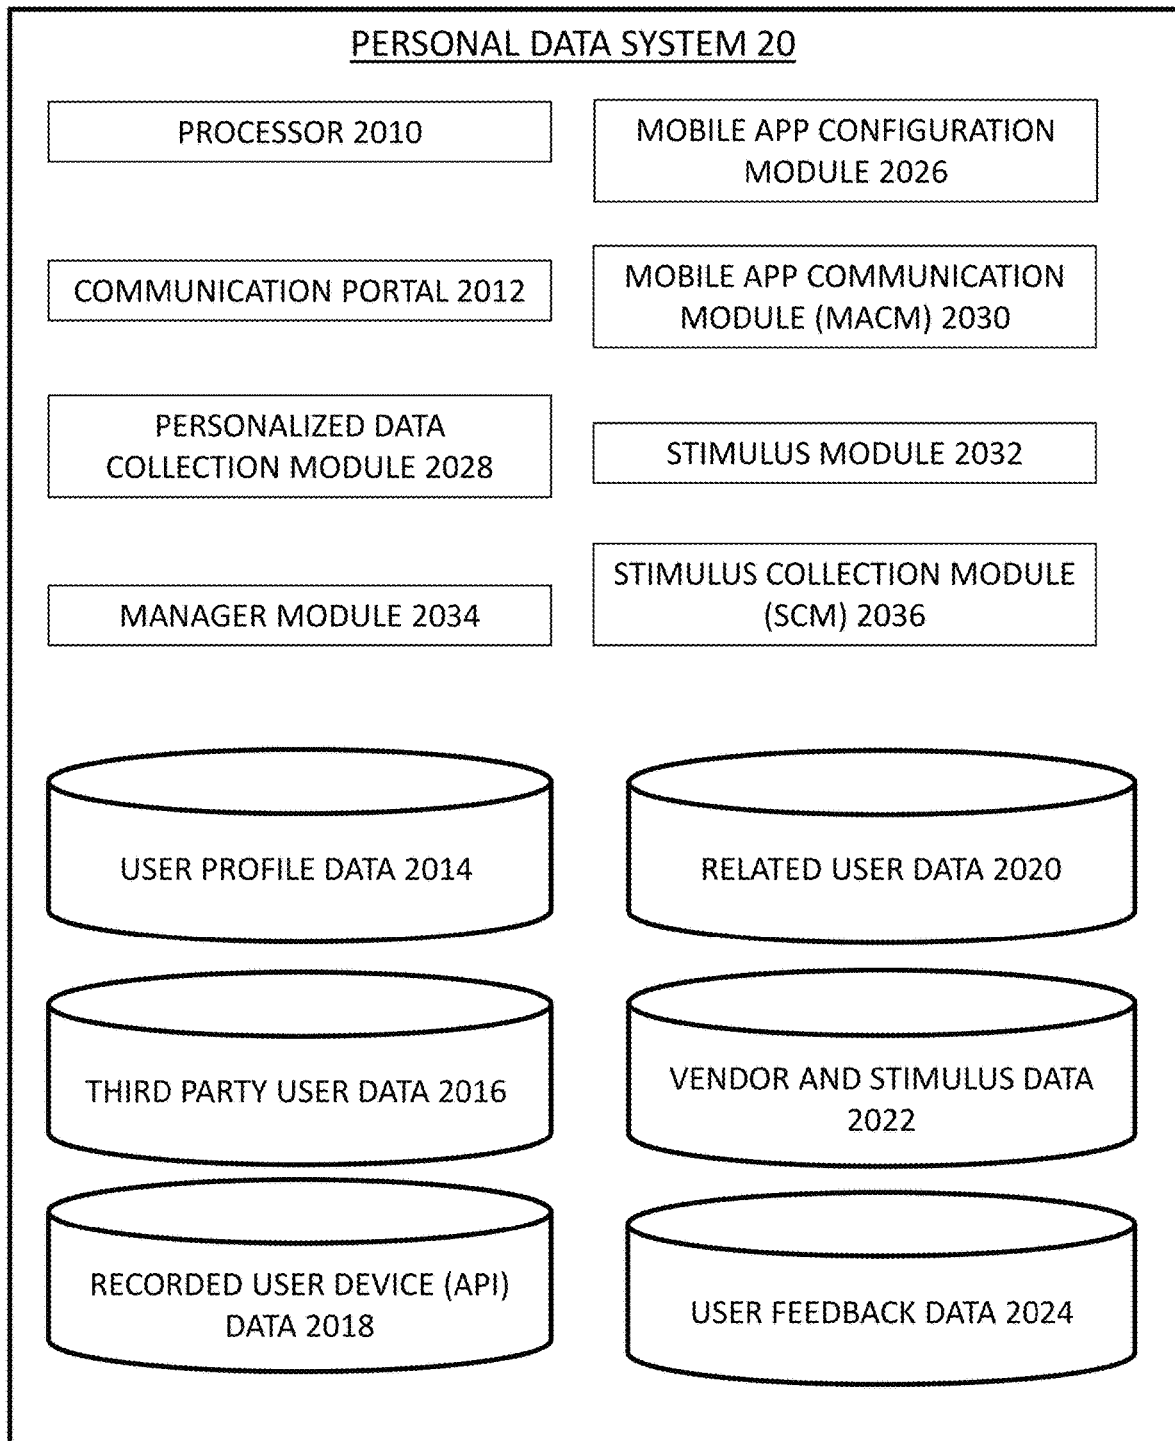 PERSONAL DATA SYSTEM 20
PROCESSOR 2010
MOBILE APP CONFIGURATION
MODULE 2026
COMMUNICATION PORTAL 2012
MOBILE APP COMMUNICATION
MODULE (MACM) 2030
PERSONALIZED DATA
COLLECTION MODULE 2028
STIMULUS MODULE 2032
MANAGER MODULE 2034
STIMULUS COLLECTION MODULE
(SCM) 2036
USER PROFILE DATA 2014
RELATED USER DATA 2020
THIRD PARTY USER DATA 2016
VENDOR AND STIMULUS DATA
2022
RECORDED USER DEVICE (API)
DATA 2018
USER FEEDBACK DATA 2024